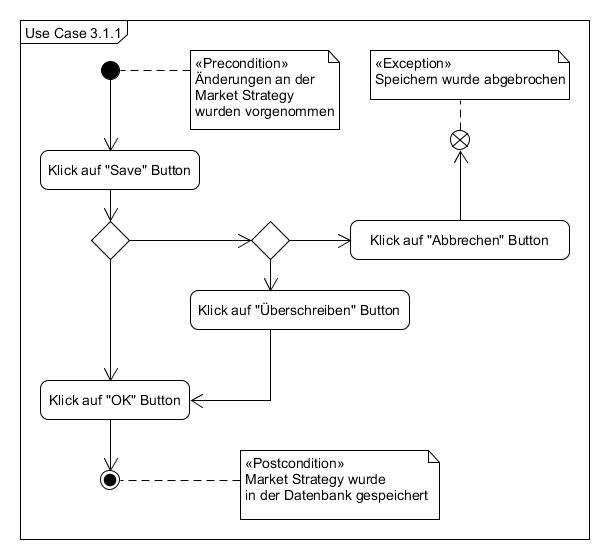 Use Case 3.1.1
«Precondition»
Änderungen an der
Market Strategy
wurden vorgenommen
«Exception»
Speichern wurde abgebrochen
Klick auf "Save" Button
Klick auf "Abbrechen" Button
Klick auf "Überschreiben" Button
Klick auf "OK" Button
«Postcondition»
Market Strategy wurde
in der Datenbank gespeichert